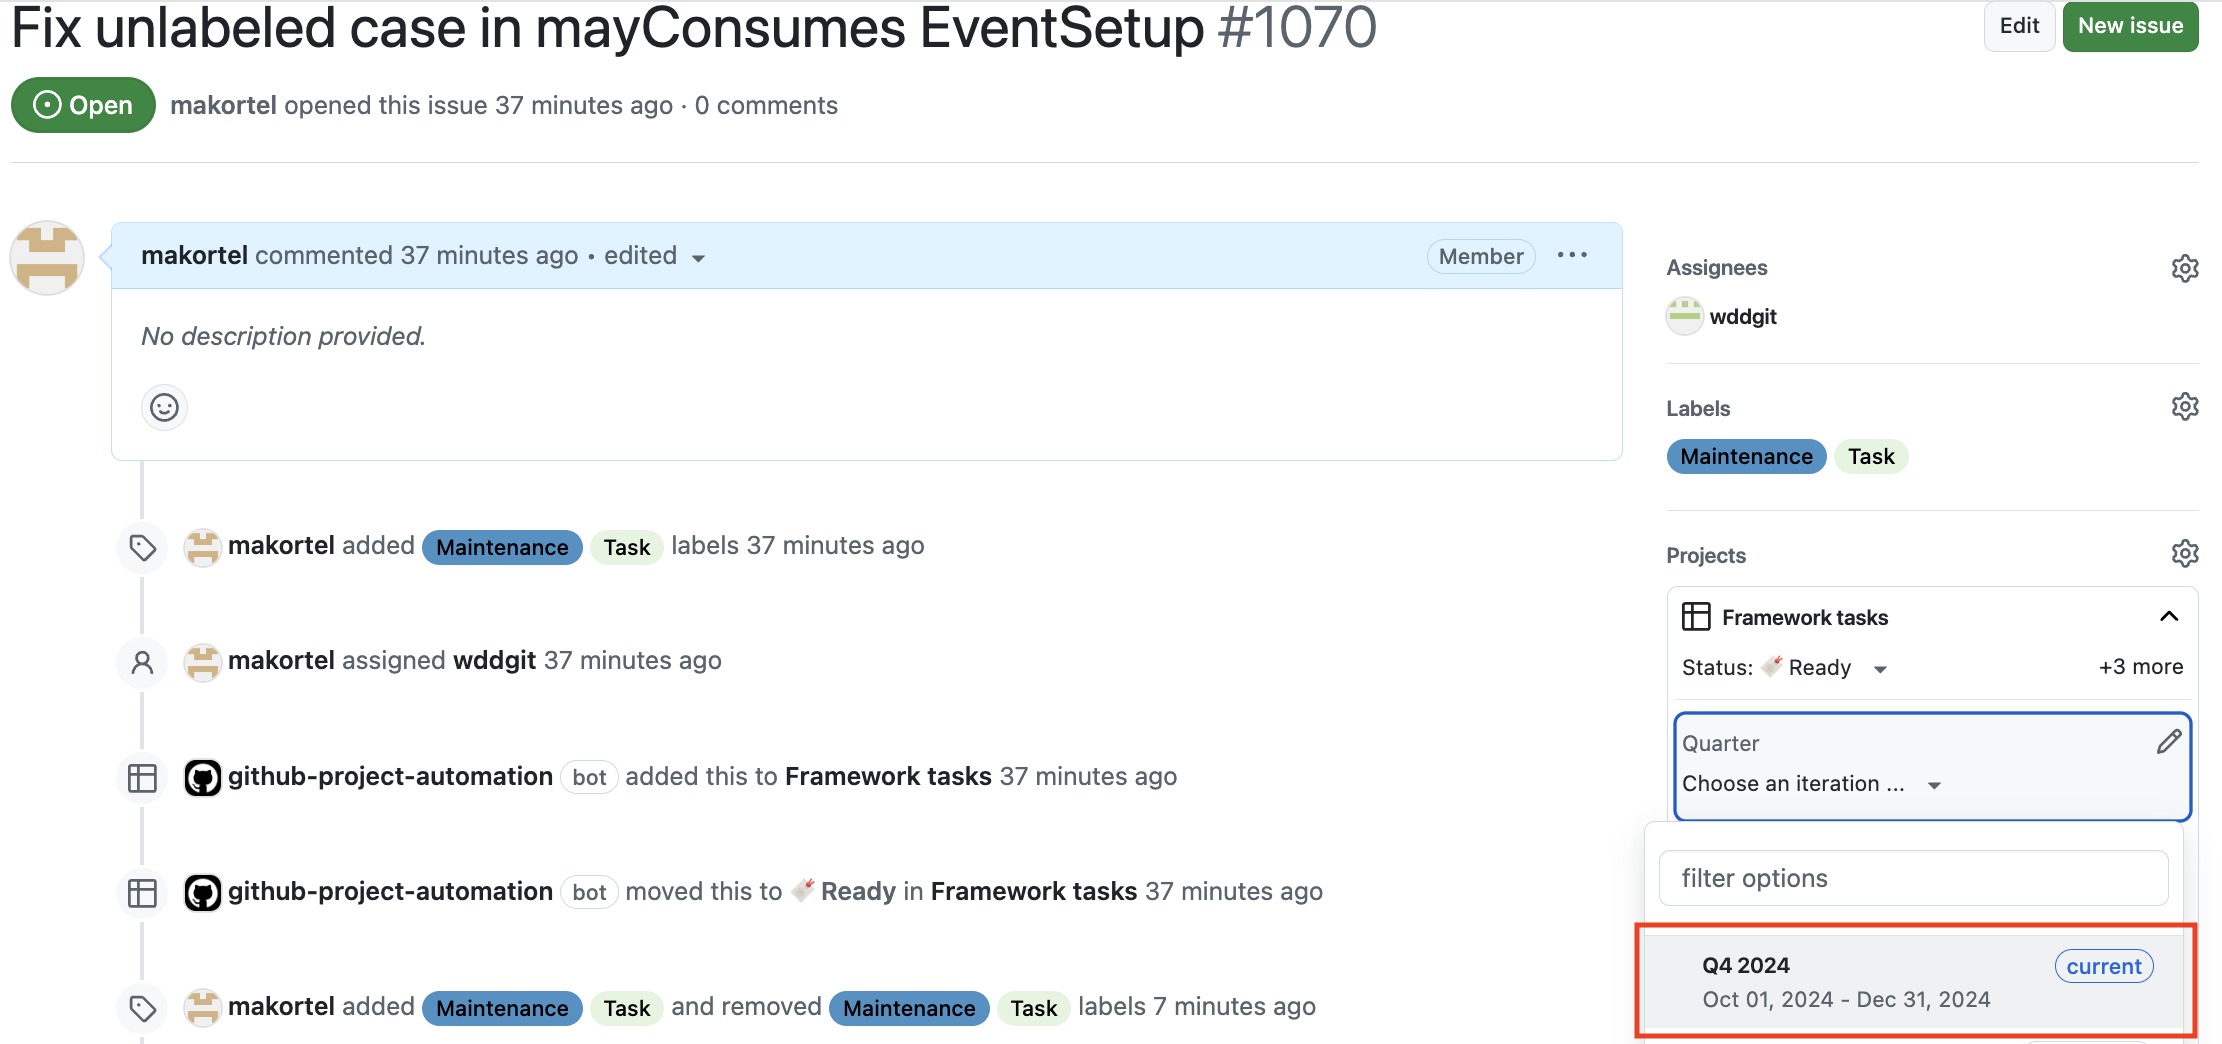 Fix unlabeled case in mayConsumes EventSetup #1070
Edit
New issue
Open
makortel opened this issue 37 minutes ago · 0 comments
makortel commented 37 minutes ago • edited
Member
No description provided.
makortel added Maintenance Task labels 37 minutes ago
makortel assigned wddgit 37 minutes ago
github-project-automation bot added this to Framework tasks 37 minutes ago
github-project-automation bot moved this to Ready in Framework tasks 37 minutes ago
makortel added Maintenance Task and removed Maintenance Task labels 7 minutes ago
Assignees
wddgit
Labels
Maintenance Task
Projects
Framework tasks
Status: Ready
+3 more
Quarter
Choose an iteration ...
filter options
Q4 2024
current
Oct 01, 2024 - Dec 31, 2024